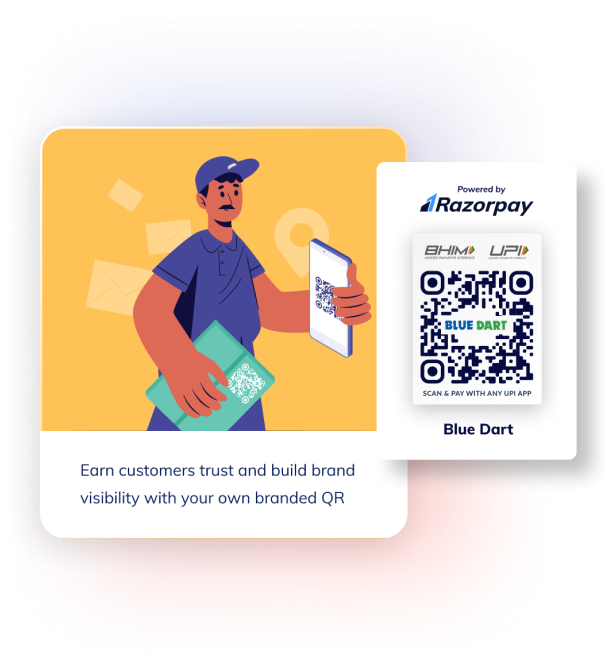 Powered by
Razorpay
BHIM UPI
BLUE DART
SCAN & PAY WITH ANY UPI APP
Blue Dart
Earn customers trust and build brand
visibility with your own branded QR